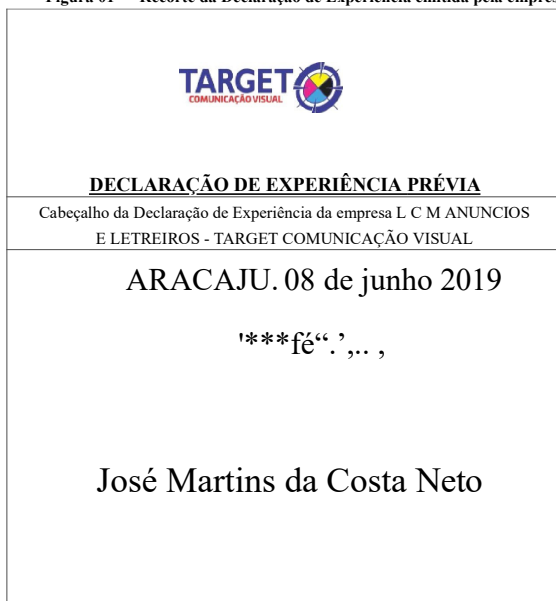 Figura 01 – Recorte da Declaração de Experiência emitida pela empres
TARGET
COMUNICAÇÃO VISUAL
DECLARAÇÃO DE EXPERIÊNCIA PRÉVIA
Cabeçalho da Declaração de Experiência da empresa L C M ANUNCIOS
E LETREIROS - TARGET COMUNICAÇÃO VISUAL
ARACAJU. 08 de junho 2019
'***fé“.’,.. ,
José Martins da Costa Neto